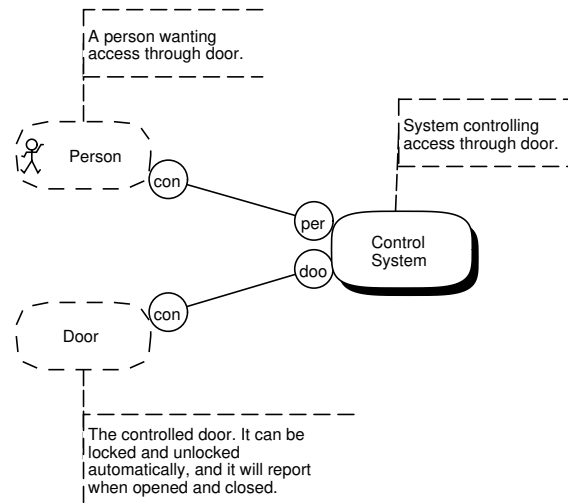 A person wanting
access through door.
System controlling
access through door.
Person
con
per
Control
System
doo
con
Door
The controlled door. It can be
locked and unlocked
automatically, and it will report
when opened and closed.